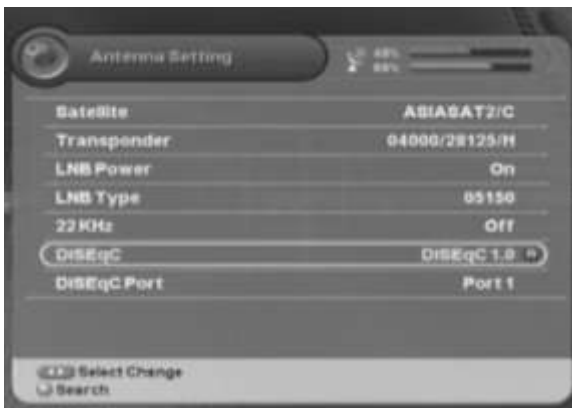 Antenna Setting
Satellite ASIASAT2/C
Transponder 04000/28125/H
LNB Power On
LNB Type 05150
22 KHz Off
DISEqC DISEqC 1.0
DISEqC Port Port 1
Select Change
Search